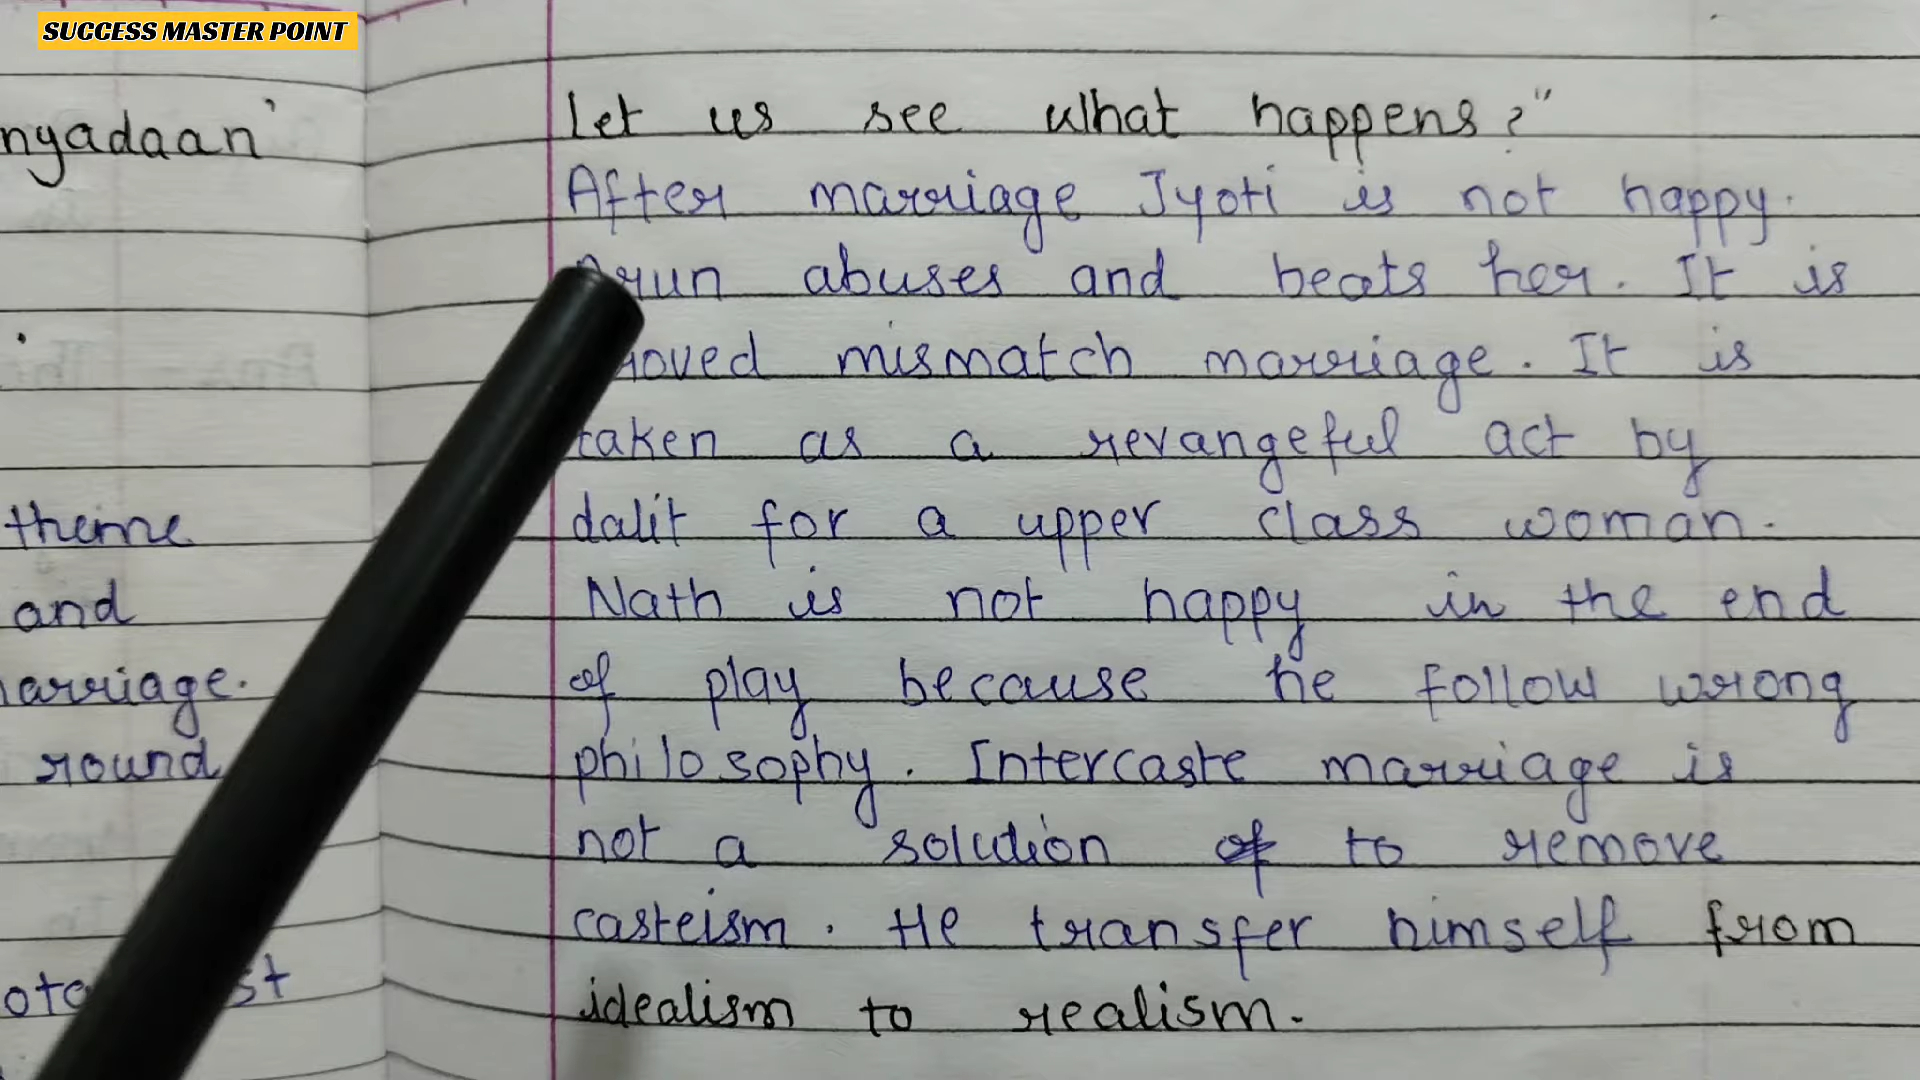 SUCCESS MASTER POINT
nyadaan'
theme
and
arriage.
round
Let us see what happens?"
After marriage Jyoti is not happy.
Arun abuses and beats her. It is
mismatch marriage. It is
taken as a revangeful act by
dalit for a upper class woman.
Nath is not happy in the end
of play because he follow wrong
philosophy. Intercaste marriage is
not a solution of to remove
casteism. He transfer himself from
idealism to realism.